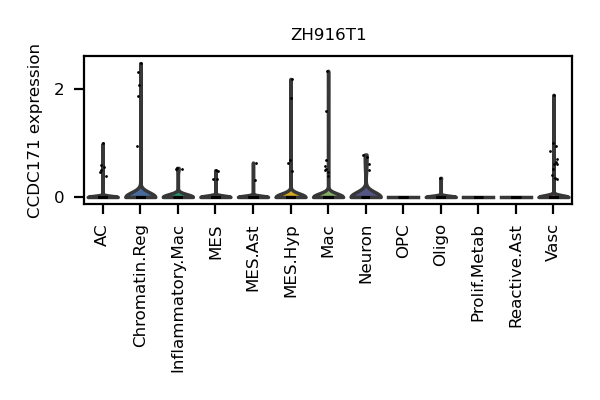 ZH916T1
CCDC171 expression
2
0
AC
Chromatin.Reg
Inflammatory.Mac
MES
MES.Ast
MES.Hyp
Mac
Neuron
OPC
Oligo
Prolif.Metab
Reactive.Ast
Vasc